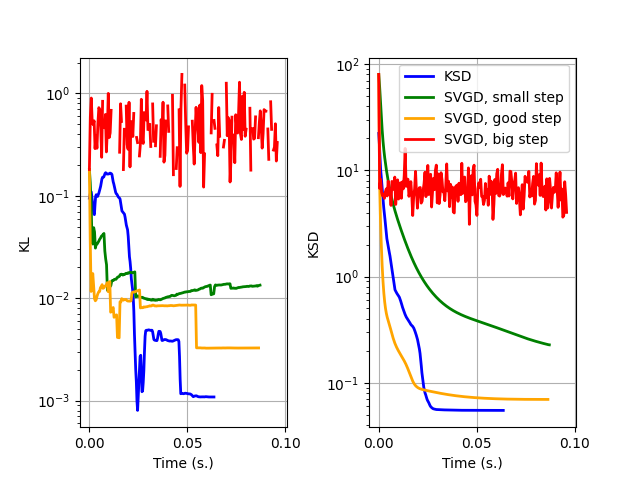 KL
10⁰
10⁻¹
10⁻²
10⁻³
0.00
0.05
0.10
Time (s.)
KSD
10²
10¹
10⁰
10⁻¹
0.00
0.05
0.10
Time (s.)
KSD
SVGD, small step
SVGD, good step
SVGD, big step